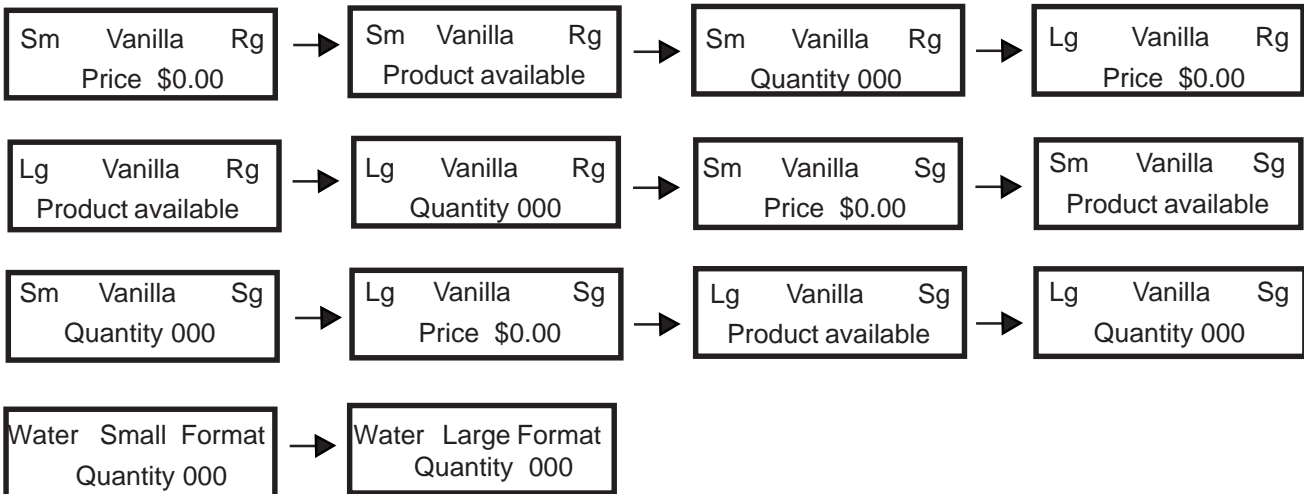 Sm Vanilla Rg
Price $0.00
Sm Vanilla Rg
Product available
Sm Vanilla Rg
Quantity 000
Lg Vanilla Rg
Price $0.00
Lg Vanilla Rg
Product available
Lg Vanilla Rg
Quantity 000
Sm Vanilla Sg
Price $0.00
Sm Vanilla Sg
Product available
Sm Vanilla Sg
Quantity 000
Lg Vanilla Sg
Price $0.00
Lg Vanilla Sg
Product available
Lg Vanilla Sg
Quantity 000
Water Small Format
Quantity 000
Water Large Format
Quantity 000